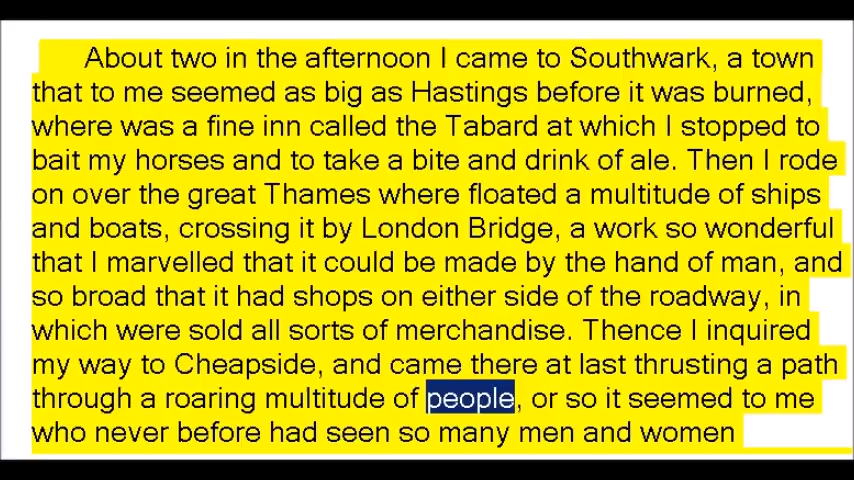 About two in the afternoon I came to Southwark, a town
that to me seemed as big as Hastings before it was burned,
where was a fine inn called the Tabard at which I stopped to
bait my horses and to take a bite and drink of ale. Then I rode
on over the great Thames where floated a multitude of ships
and boats, crossing it by London Bridge, a work so wonderful
that I marvelled that it could be made by the hand of man, and
so broad that it had shops on either side of the roadway, in
which were sold all sorts of merchandise. Thence I inquired
my way to Cheapside, and came there at last thrusting a path
through a roaring multitude of people, or so it seemed to me
who never before had seen so many men and women